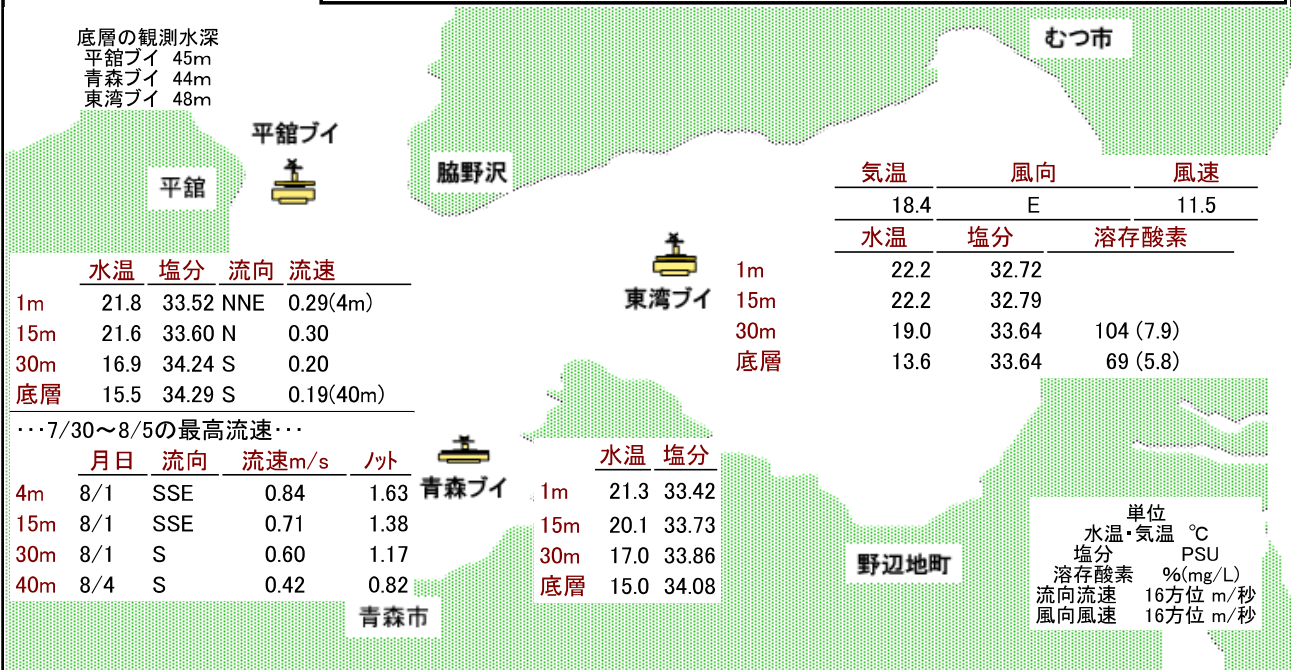 底層の観測水深
平舘ブイ 45m
青森ブイ 44m
東湾ブイ 48m
むつ市
平舘ブイ
脇野沢
平舘
気温 風向 風速
18.4 E 11.5
水温 塩分 溶存酸素
1m 22.2 32.72
15m 22.2 32.79
30m 19.0 33.64 104 (7.9)
底層 13.6 33.64 69 (5.8)
東湾ブイ
水温 塩分 流向 流速
1m 21.8 33.52 NNE 0.29(4m)
15m 21.6 33.60 N 0.30
30m 16.9 34.24 S 0.20
底層 15.5 34.29 S 0.19(40m)
･･･7/30～8/5の最高流速･･･
月日 流向 流速m/s ﾉｯﾄ
4m 8/1 SSE 0.84 1.63
15m 8/1 SSE 0.71 1.38
30m 8/1 S 0.60 1.17
40m 8/4 S 0.42 0.82
青森ブイ
水温 塩分
1m 21.3 33.42
15m 20.1 33.73
30m 17.0 33.86
底層 15.0 34.08
青森市
野辺地町
単位
水温･気温 ℃
塩分 PSU
溶存酸素 %(mg/L)
流向流速 16方位 m/秒
風向風速 16方位 m/秒